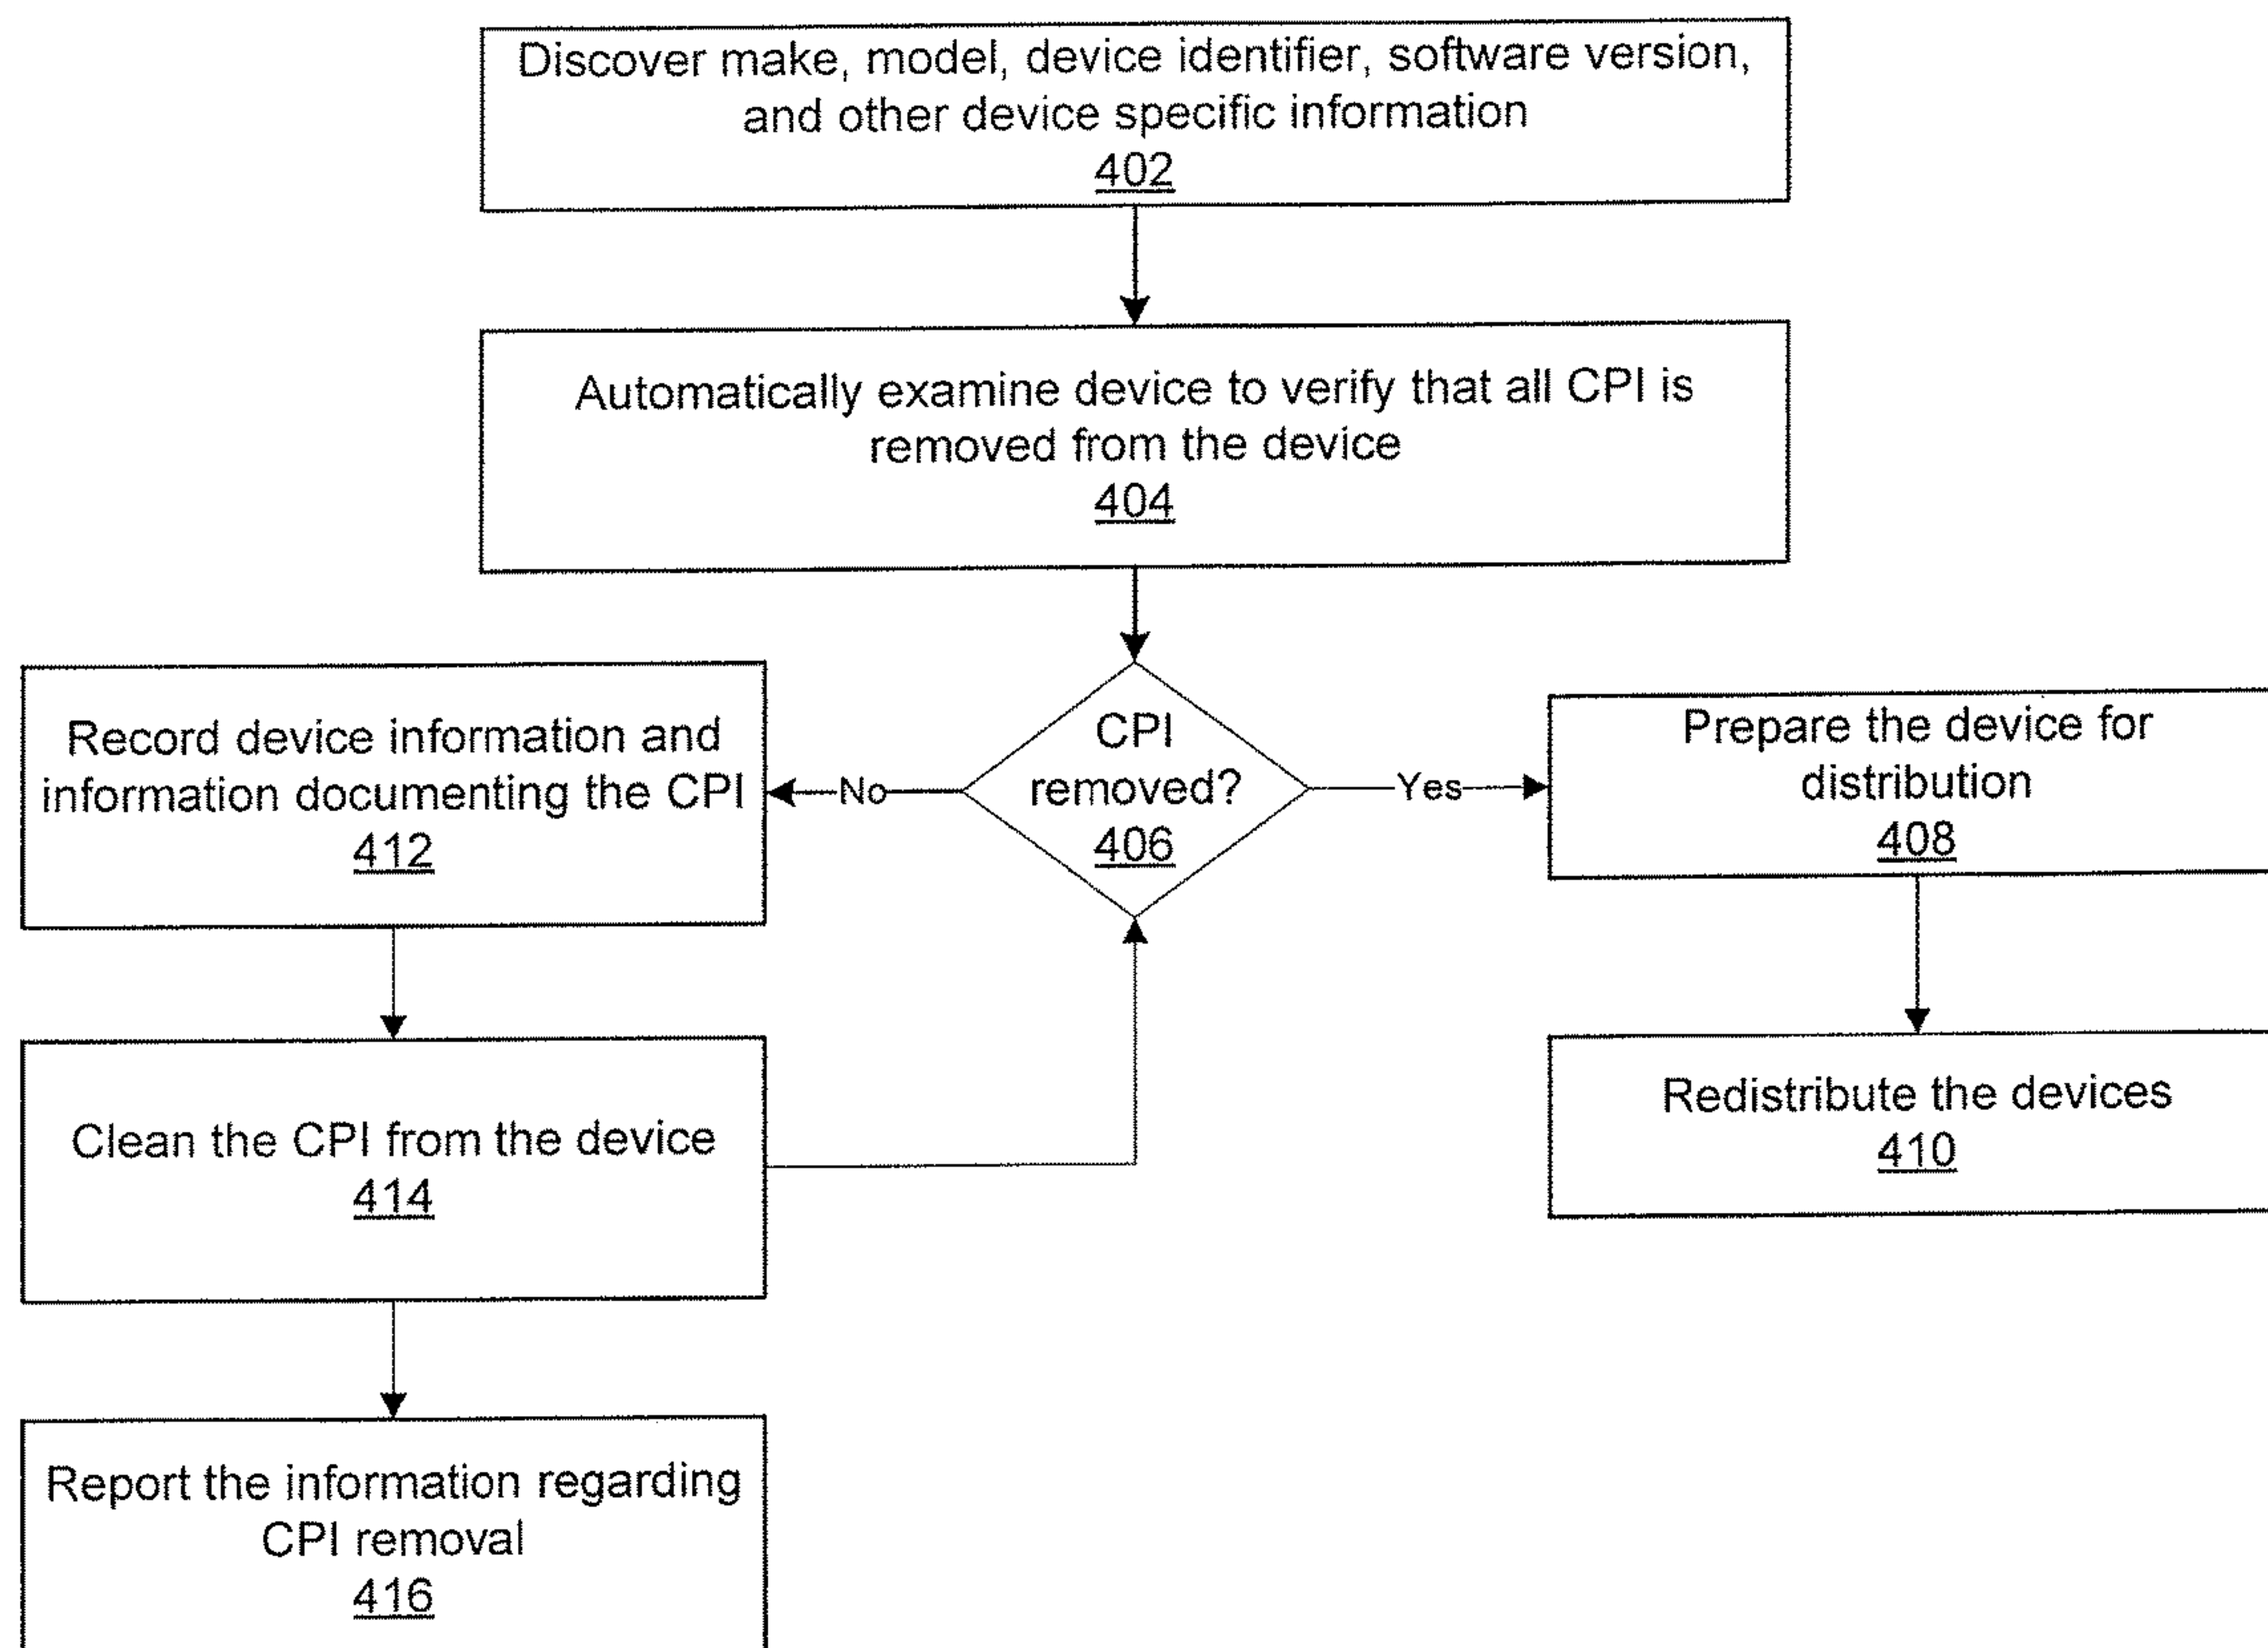 Discover make, model, device identifier, software version,
and other device specific information
402
Automatically examine device to verify that all CPI is
removed from the device
404
CPI
removed?
406
No
Yes
Record device information and
information documenting the CPI
412
Prepare the device for
distribution
408
Clean the CPI from the device
414
Redistribute the devices
410
Report the information regarding
CPI removal
416